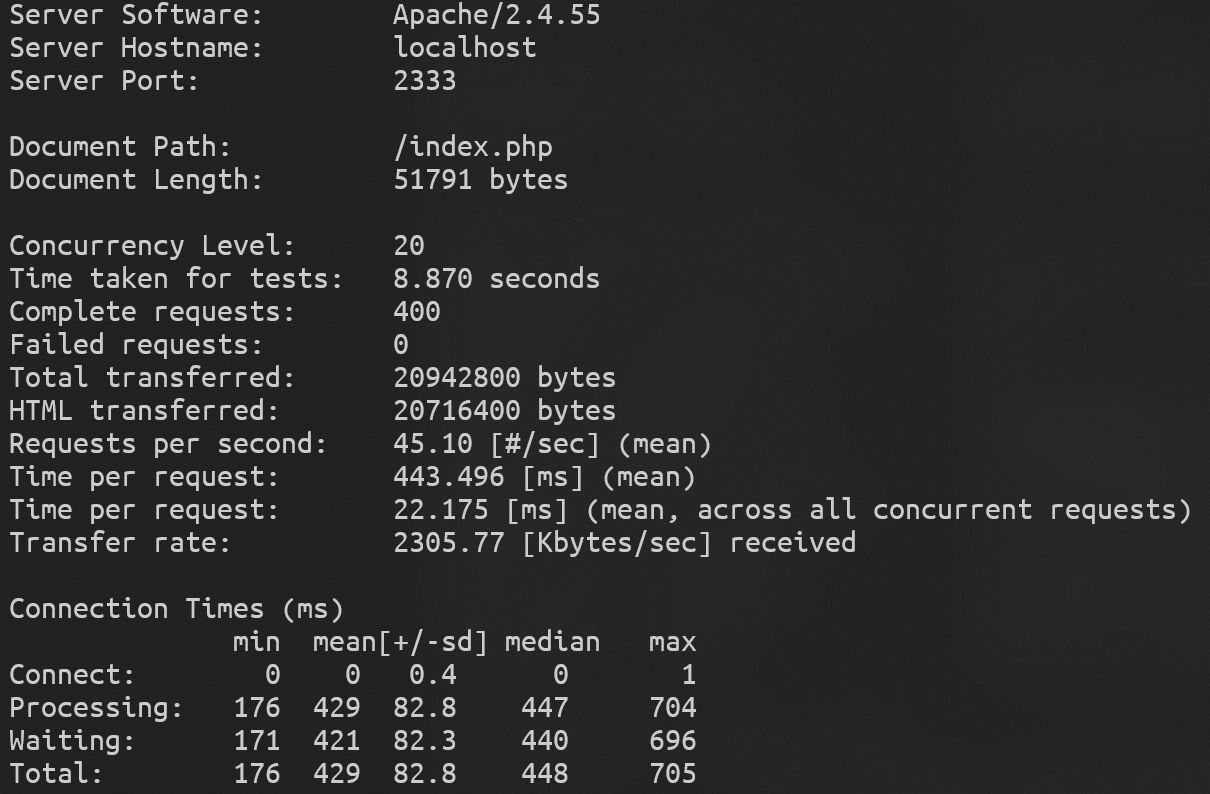 Server Software:        Apache/2.4.55
Server Hostname:        localhost
Server Port:            2333

Document Path:          /index.php
Document Length:        51791 bytes

Concurrency Level:      20
Time taken for tests:   8.870 seconds
Complete requests:      400
Failed requests:        0
Total transferred:      20942800 bytes
HTML transferred:       20716400 bytes
Requests per second:    45.10 [#/sec] (mean)
Time per request:       443.496 [ms] (mean)
Time per request:       22.175 [ms] (mean, across all concurrent requests)
Transfer rate:          2305.77 [Kbytes/sec] received

Connection Times (ms)
              min  mean[+/-sd] median   max
Connect:        0    0   0.4      0       1
Processing:   176  429  82.8    447     704
Waiting:      171  421  82.3    440     696
Total:        176  429  82.8    448     705